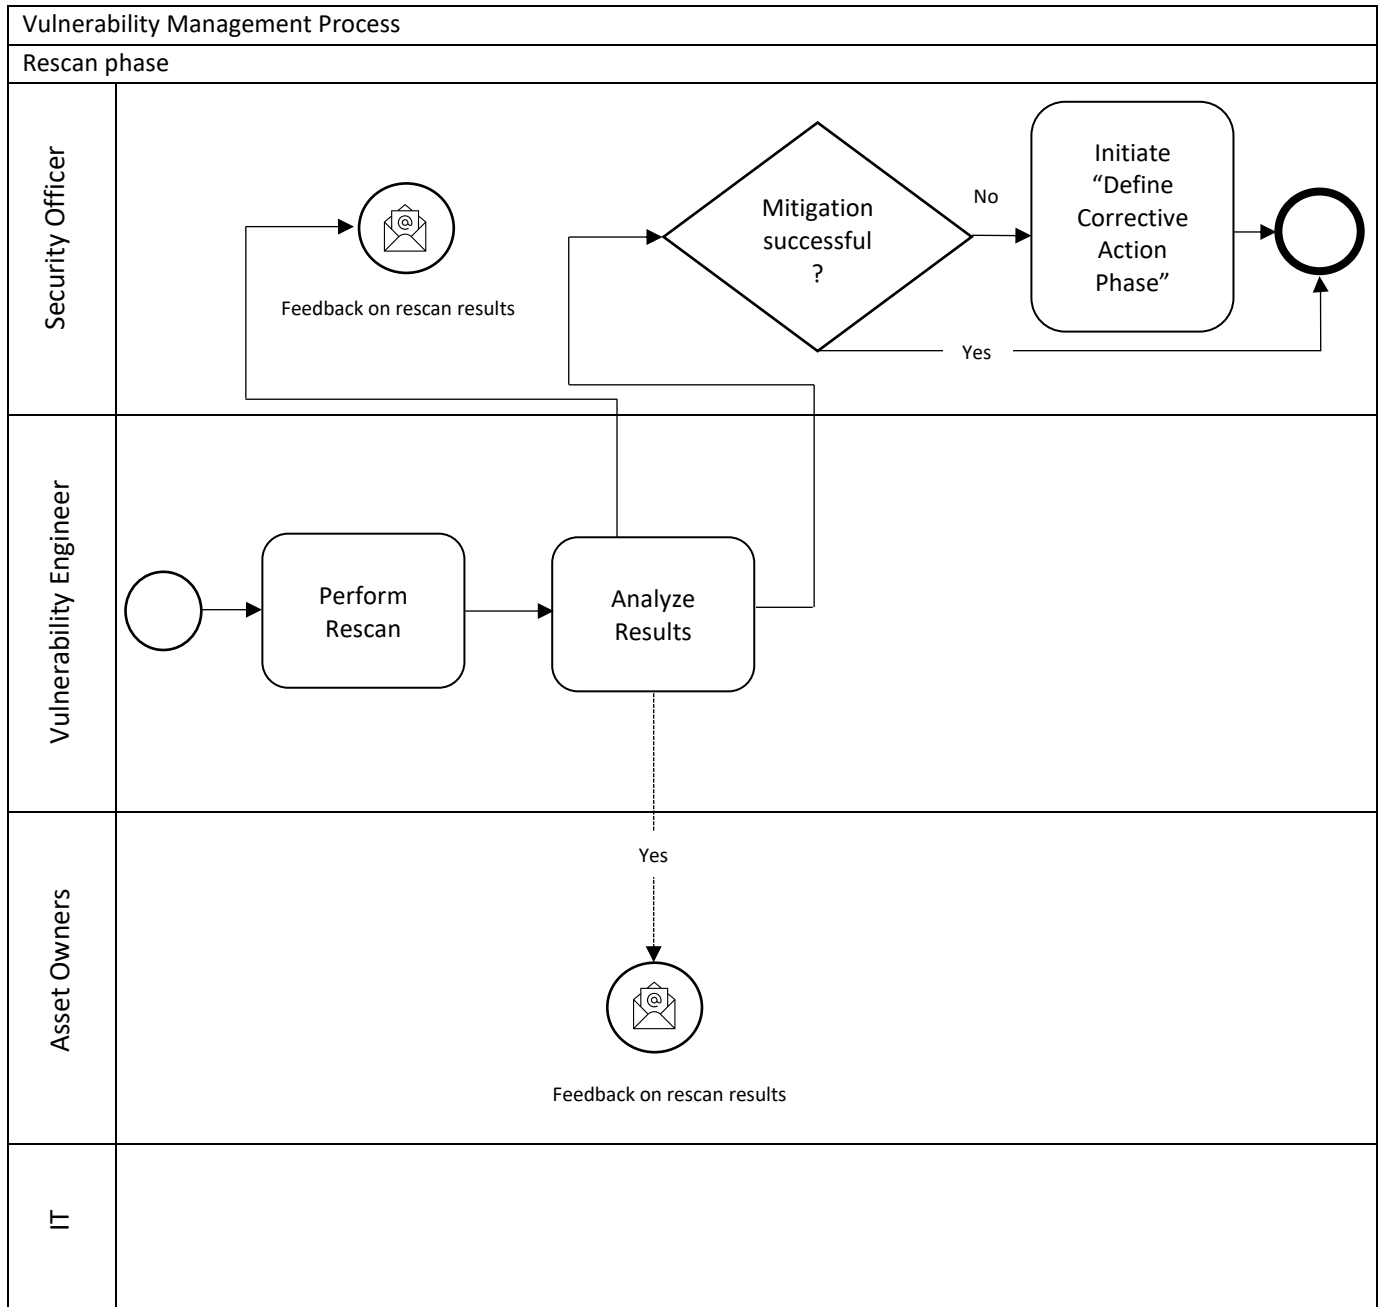 Vulnerability Management Process
Rescan phase
Security Officer
Feedback on rescan results
Mitigation
successful
?
No
Initiate
“Define
Corrective
Action
Phase”
Yes
Vulnerability Engineer
Perform
Rescan
Analyze
Results
Asset Owners
Yes
@
Feedback on rescan results
IT
@